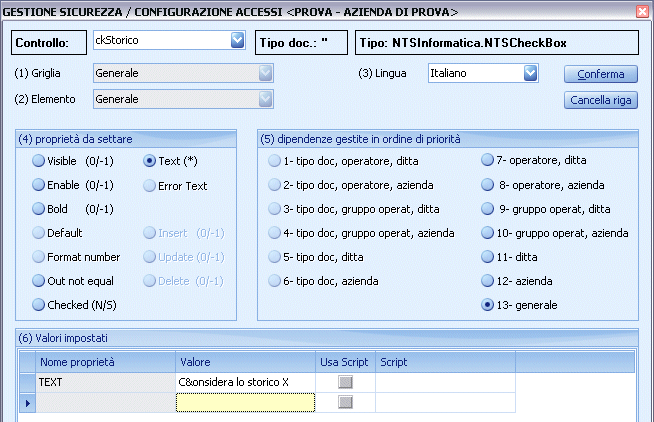 GESTIONE SICUREZZA / CONFIGURAZIONE ACCESSI <PROVA - AZIENDA DI PROVA>
Controllo: ckStorico Tipo doc.: '' Tipo: NTSInformatica.NTSCheckBox
(1) Griglia Generale (3) Lingua Italiano Conferma
(2) Elemento Generale Cancella riga
(4) proprietà da settare
Visible (0/-1) Text (*)
Enable (0/-1) Error Text
Bold (0/-1)
Default Insert (0/-1)
Format number Update (0/-1)
Out not equal Delete (0/-1)
Checked (N/S)
(5) dipendenze gestite in ordine di priorità
1- tipo doc, operatore, ditta 7- operatore, ditta
2- tipo doc, operatore, azienda 8- operatore, azienda
3- tipo doc, gruppo operat, ditta 9- gruppo operat, ditta
4- tipo doc, gruppo operat, azienda 10- gruppo operat, azienda
5- tipo doc, ditta 11- ditta
6- tipo doc, azienda 12- azienda
13- generale
(6) Valori impostati
Nome proprietà Valore Usa Script Script
TEXT C&onsidera lo storico X